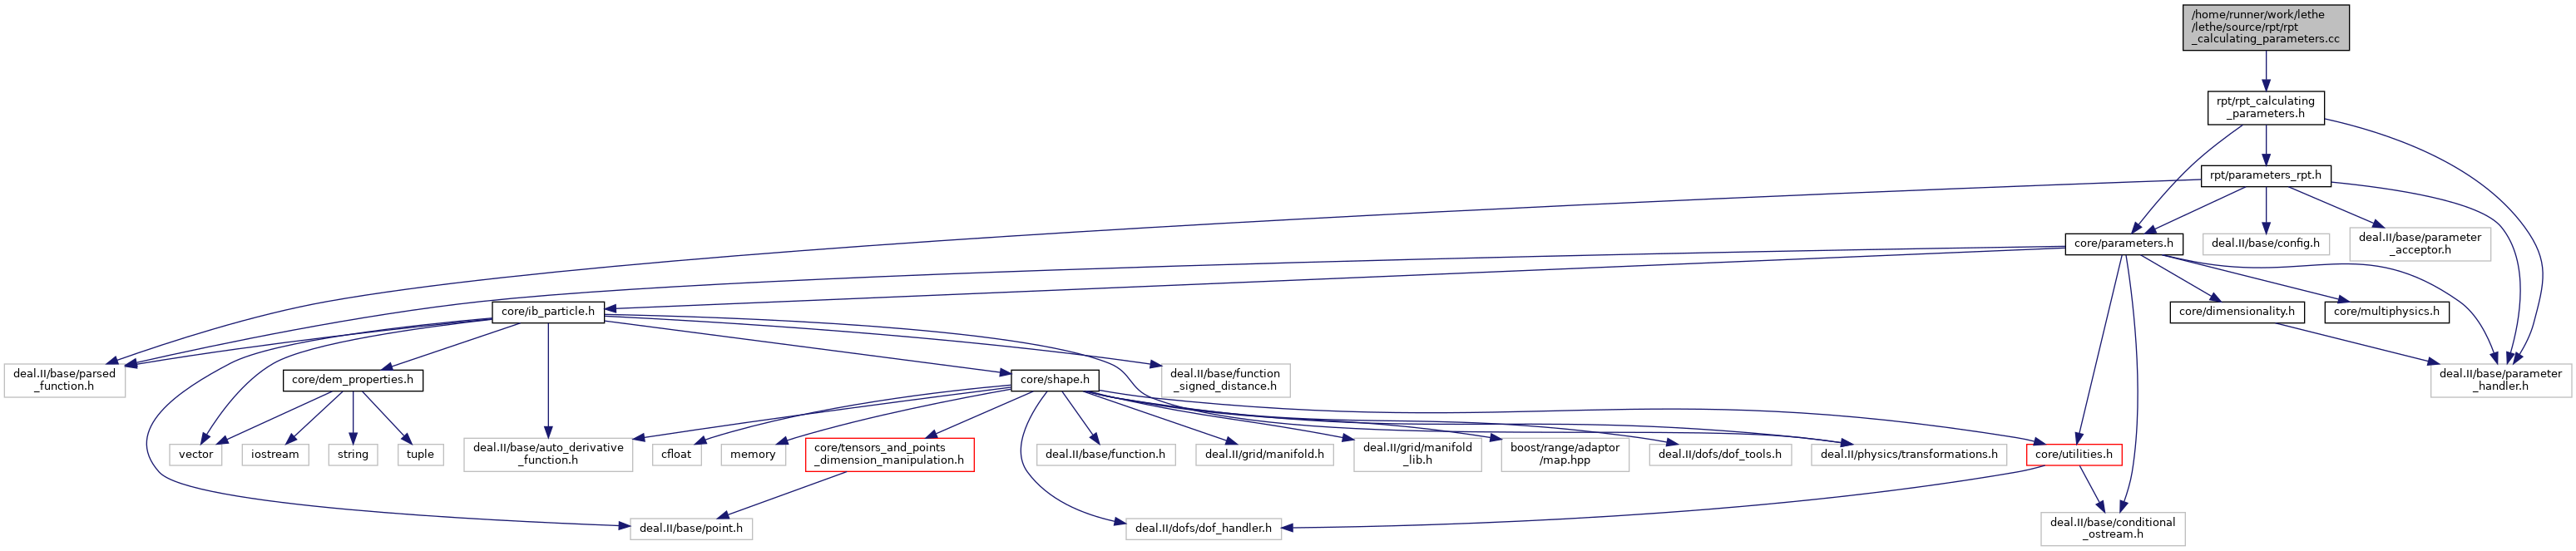 /home/runner/work/lethe
/lethe/source/rpt/rpt
_calculating_parameters.cc
rpt/rpt_calculating
_parameters.h
rpt/parameters_rpt.h
core/parameters.h
deal.II/base/config.h
deal.II/base/parameter
_acceptor.h
core/ib_particle.h
core/dimensionality.h
core/multiphysics.h
deal.II/base/parsed
_function.h
core/dem_properties.h
core/shape.h
deal.II/base/function
_signed_distance.h
deal.II/base/parameter
_handler.h
vector
iostream
string
tuple
deal.II/base/auto_derivative
_function.h
cfloat
memory
core/tensors_and_points
_dimension_manipulation.h
deal.II/base/function.h
deal.II/grid/manifold.h
deal.II/grid/manifold
_lib.h
boost/range/adaptor
/map.hpp
deal.II/dofs/dof_tools.h
deal.II/physics/transformations.h
core/utilities.h
deal.II/base/point.h
deal.II/dofs/dof_handler.h
deal.II/base/conditional
_ostream.h